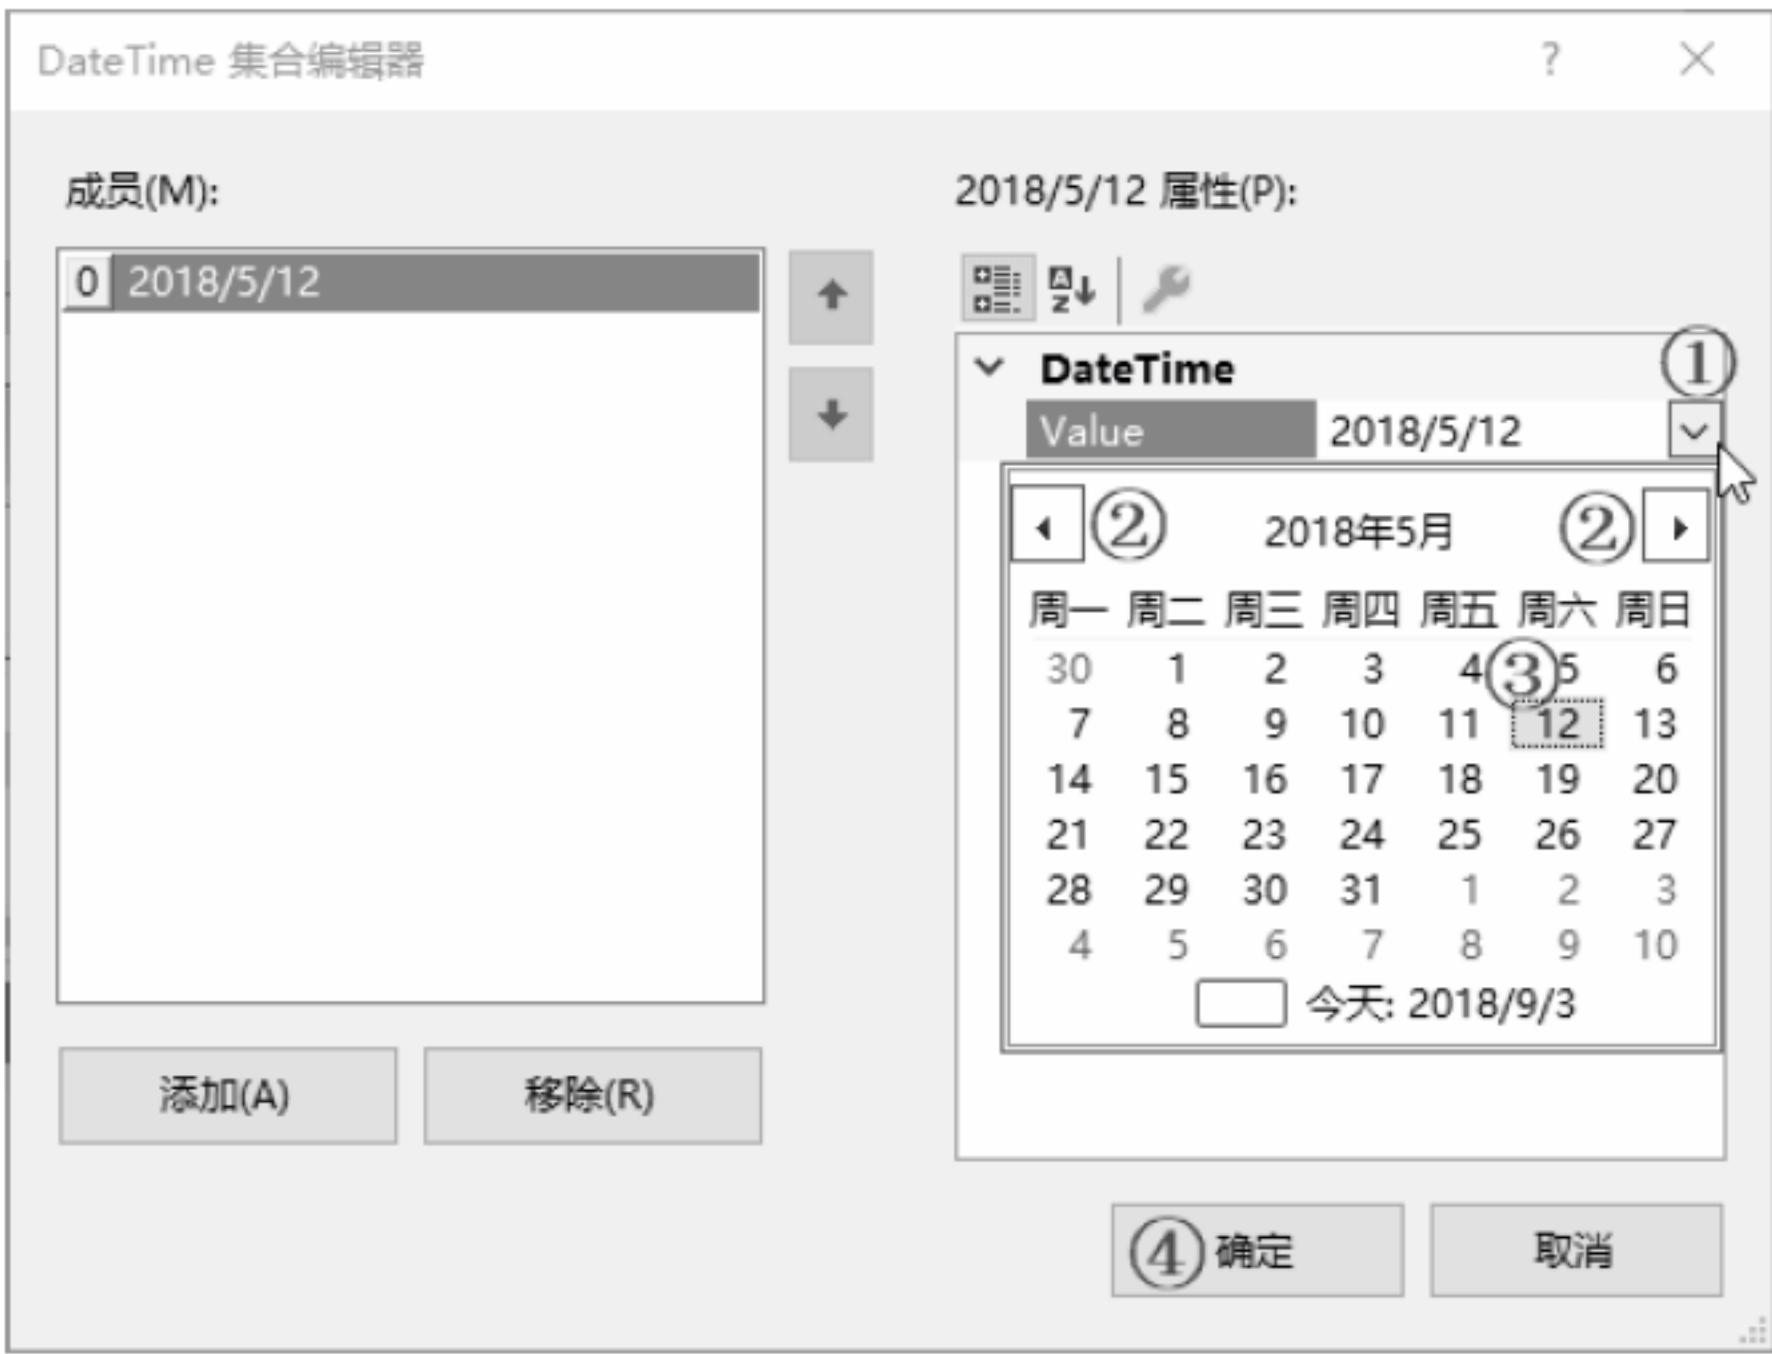 DateTime 集合编辑器
?
成员(M):
0 2018/5/12
添加(A)
移除(R)
2018/5/12 属性(P):
A
Z
①
DateTime
Value 2018/5/12
② 2018年5月 ②
周一 周二 周三 周四 周五 周六 周日
30 1 2 3 4 ③ 5 6
7 8 9 10 11 12 13
14 15 16 17 18 19 20
21 22 23 24 25 26 27
28 29 30 31 1 2 3
4 5 6 7 8 9 10
今天: 2018/9/3
④ 确定
取消